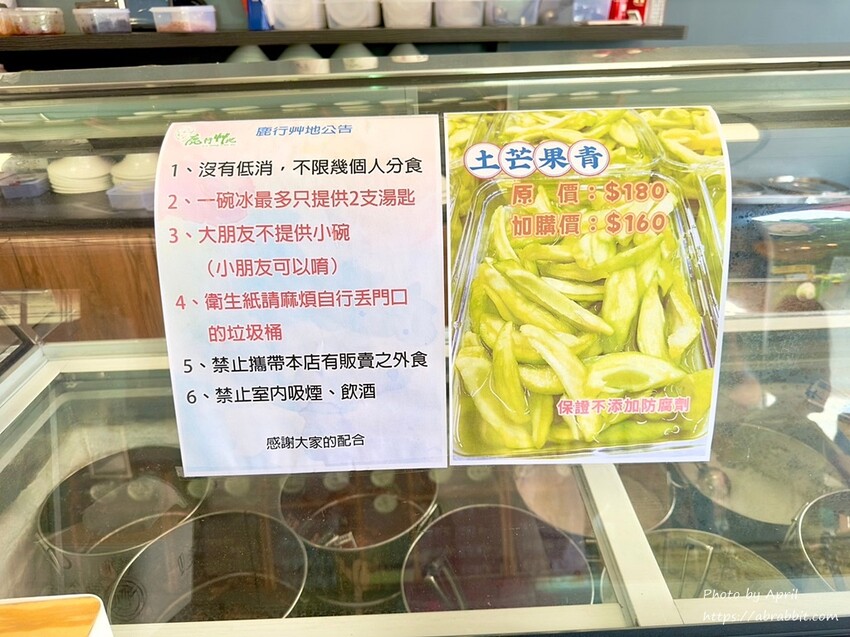 鹿行艸地
鹿行艸地公告
1、沒有低消，不限幾個人分食
2、一碗冰最多只提供2支湯匙
3、大朋友不提供小碗
（小朋友可以唷）
4、衛生紙請麻煩自行丟門口
的垃圾桶
5、禁止攜帶本店有販賣之外食
6、禁止室內吸煙、飲酒
感謝大家的配合
土芒果青
原　價：$180
加購價：$160
保證不添加防腐劑
Photo by April
https://abrabbit.com